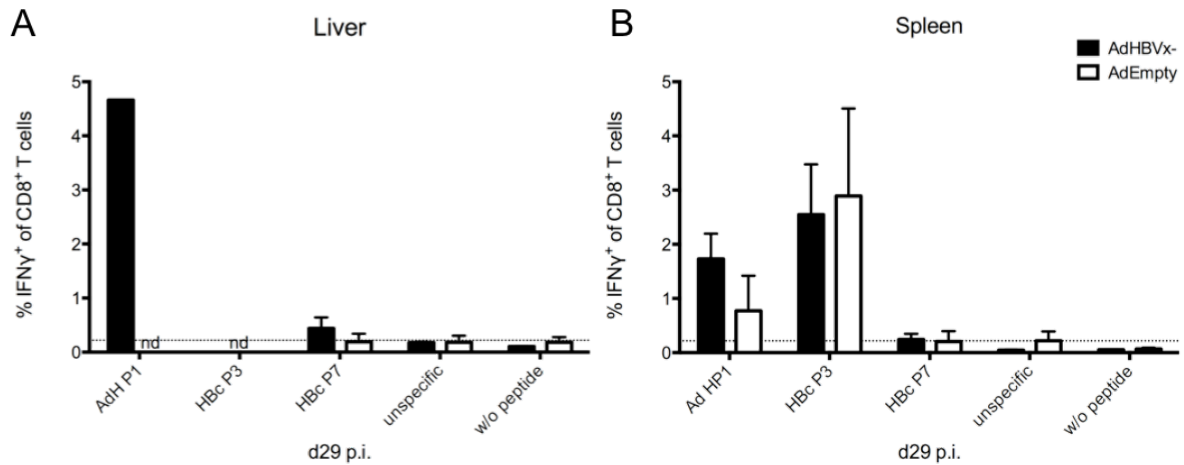 A
Liver
% IFNγ⁺ of CD8⁺ T cells
5
4
3
2
1
0
nd
nd
AdH P1
HBc P3
HBc P7
unspecific
w/o peptide
d29 p.i.
B
Spleen
AdHBVx-
AdEmpty
% IFNγ⁺ of CD8⁺ T cells
5
4
3
2
1
0
Ad HP1
HBc P3
HBc P7
unspecific
w/o peptide
d29 p.i.